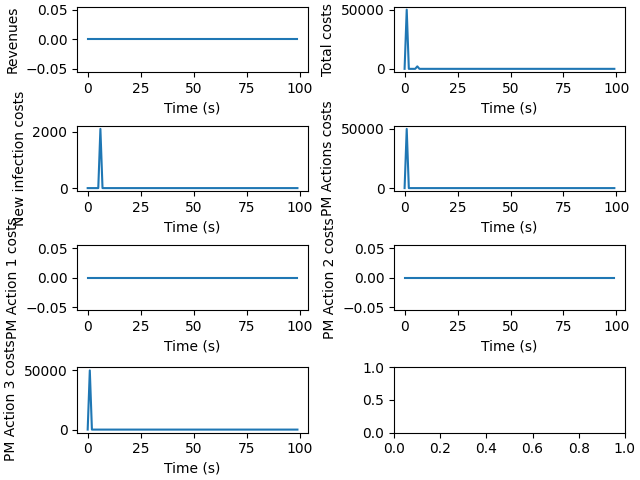 Revenues
0.05
0.00
−0.05
0 25 50 75 100
Time (s)
Total costs
50000
0
0 25 50 75 100
Time (s)
New infection costs
2000
0
0 25 50 75 100
Time (s)
PM Actions costs
50000
0
0 25 50 75 100
Time (s)
PM Action 1 costs
0.05
0.00
−0.05
0 25 50 75 100
Time (s)
PM Action 2 costs
0.05
0.00
−0.05
0 25 50 75 100
Time (s)
PM Action 3 costs
50000
0
0 25 50 75 100
Time (s)
1.0
0.5
0.0
0.0 0.2 0.4 0.6 0.8 1.0